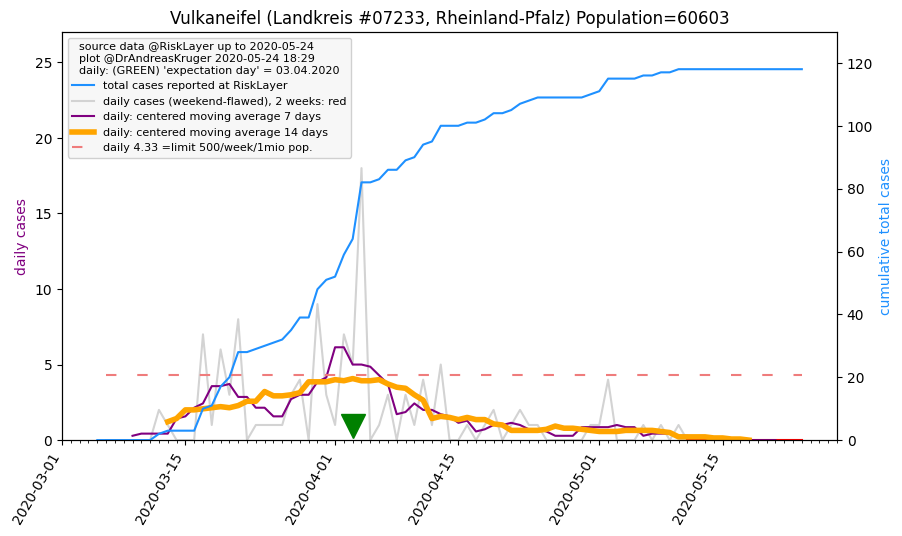 Vulkaneifel (Landkreis #07233, Rheinland-Pfalz) Population=60603
source data @RiskLayer up to 2020-05-24
plot @DrAndreasKruger 2020-05-24 18:29
daily: (GREEN) 'expectation day' = 03.04.2020
total cases reported at RiskLayer
daily cases (weekend-flawed), 2 weeks: red
daily: centered moving average 7 days
daily: centered moving average 14 days
daily 4.33 =limit 500/week/1mio pop.
daily cases
25
20
15
10
5
0
cumulative total cases
120
100
80
60
40
20
0
2020-03-01
2020-03-15
2020-04-01
2020-04-15
2020-05-01
2020-05-15